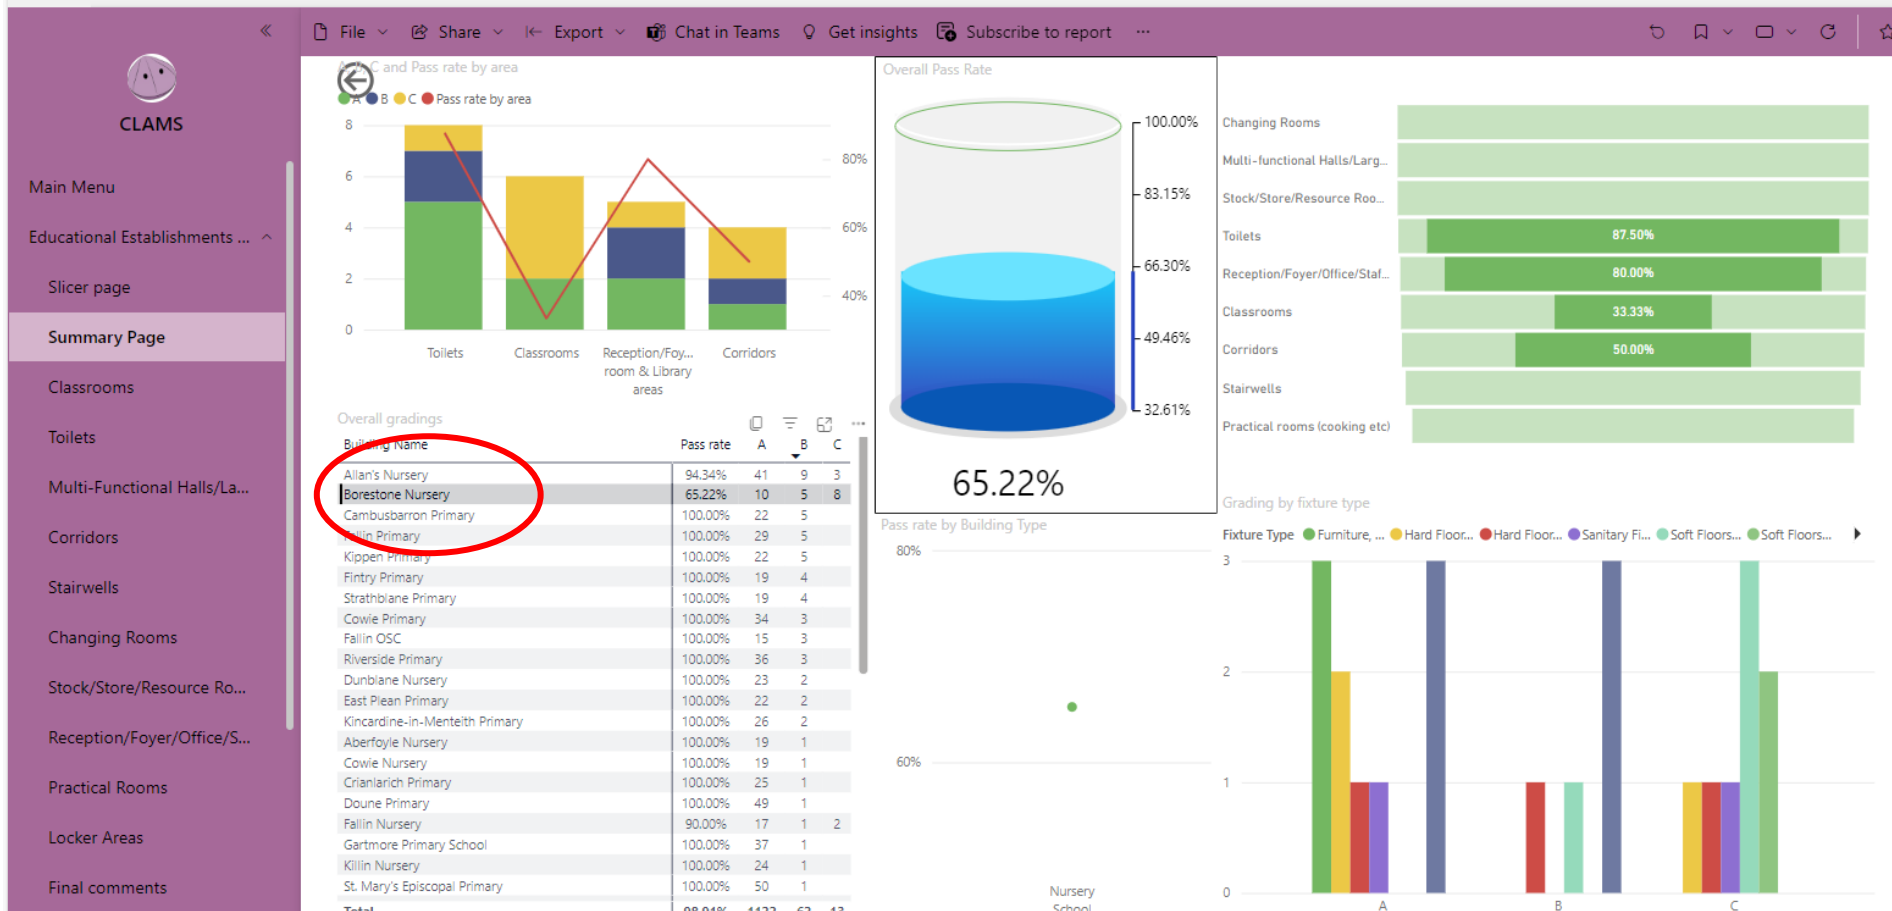 File Share Export Chat in Teams Get insights Subscribe to report ...
CLAMS
Main Menu
Educational Establishments ...
Slicer page
Summary Page
Classrooms
Toilets
Multi-Functional Halls/La...
Corridors
Stairwells
Changing Rooms
Stock/Store/Resource Ro...
Reception/Foyer/Office/S...
Practical Rooms
Locker Areas
Final comments
C and Pass rate by area
A B C Pass rate by area
8
6
4
2
0
80%
60%
40%
Toilets Classrooms Reception/Foy... Corridors
room & Library
areas
Overall gradings
Building Name Pass rate A B C
Allan's Nursery 94.34% 41 9 3
Borestone Nursery 65.22% 10 5 8
Cambusbarron Primary 100.00% 22 5
Fallin Primary 100.00% 29 5
Kippen Primary 100.00% 22 5
Fintry Primary 100.00% 19 4
Strathblane Primary 100.00% 19 4
Cowie Primary 100.00% 34 3
Fallin OSC 100.00% 15 3
Riverside Primary 100.00% 36 3
Dunblane Nursery 100.00% 23 2
East Plean Primary 100.00% 22 2
Kincardine-in-Menteith Primary 100.00% 26 2
Aberfoyle Nursery 100.00% 19 1
Cowie Nursery 100.00% 19 1
Crianlarich Primary 100.00% 25 1
Doune Primary 100.00% 49 1
Fallin Nursery 90.00% 17 1 2
Gartmore Primary School 100.00% 37 1
Killin Nursery 100.00% 24 1
St. Mary's Episcopal Primary 100.00% 50 1
Total
Overall Pass Rate
100.00%
83.15%
66.30%
49.46%
32.61%
65.22%
Pass rate by Building Type
80%
60%
Nursery
School
Changing Rooms
Multi-functional Halls/Larg...
Stock/Store/Resource Roo...
Toilets 87.50%
Reception/Foyer/Office/Staf... 80.00%
Classrooms 33.33%
Corridors 50.00%
Stairwells
Practical rooms (cooking etc)
Grading by fixture type
Fixture Type Furniture, ... Hard Floor... Hard Floor... Sanitary Fi... Soft Floors... Soft Floors...
3
2
1
0
A B C